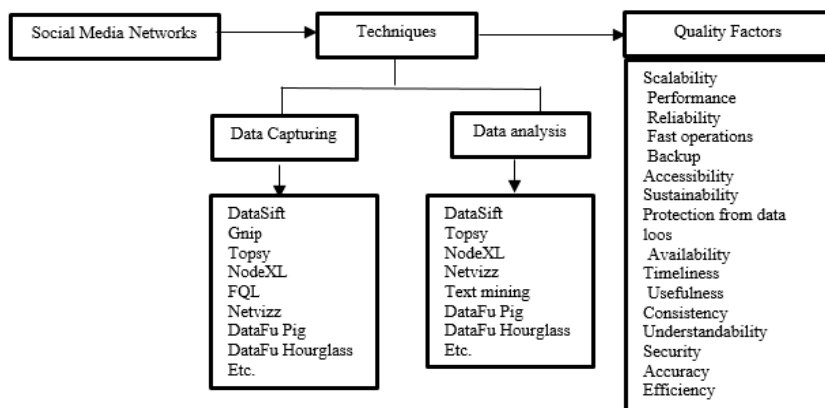 Social Media Networks
Techniques
Quality Factors
Data Capturing
Data analysis
DataSift
Gnip
Topsy
NodeXL
FQL
Netvizz
DataFu Pig
DataFu Hourglass
Etc.
DataSift
Topsy
NodeXL
Netvizz
Text mining
DataFu Pig
DataFu Hourglass
Etc.
Scalability
Performance
Reliability
Fast operations
Backup
Accessibility
Sustainability
Protection from data
loos
Availability
Timeliness
Usefulness
Consistency
Understandability
Security
Accuracy
Efficiency